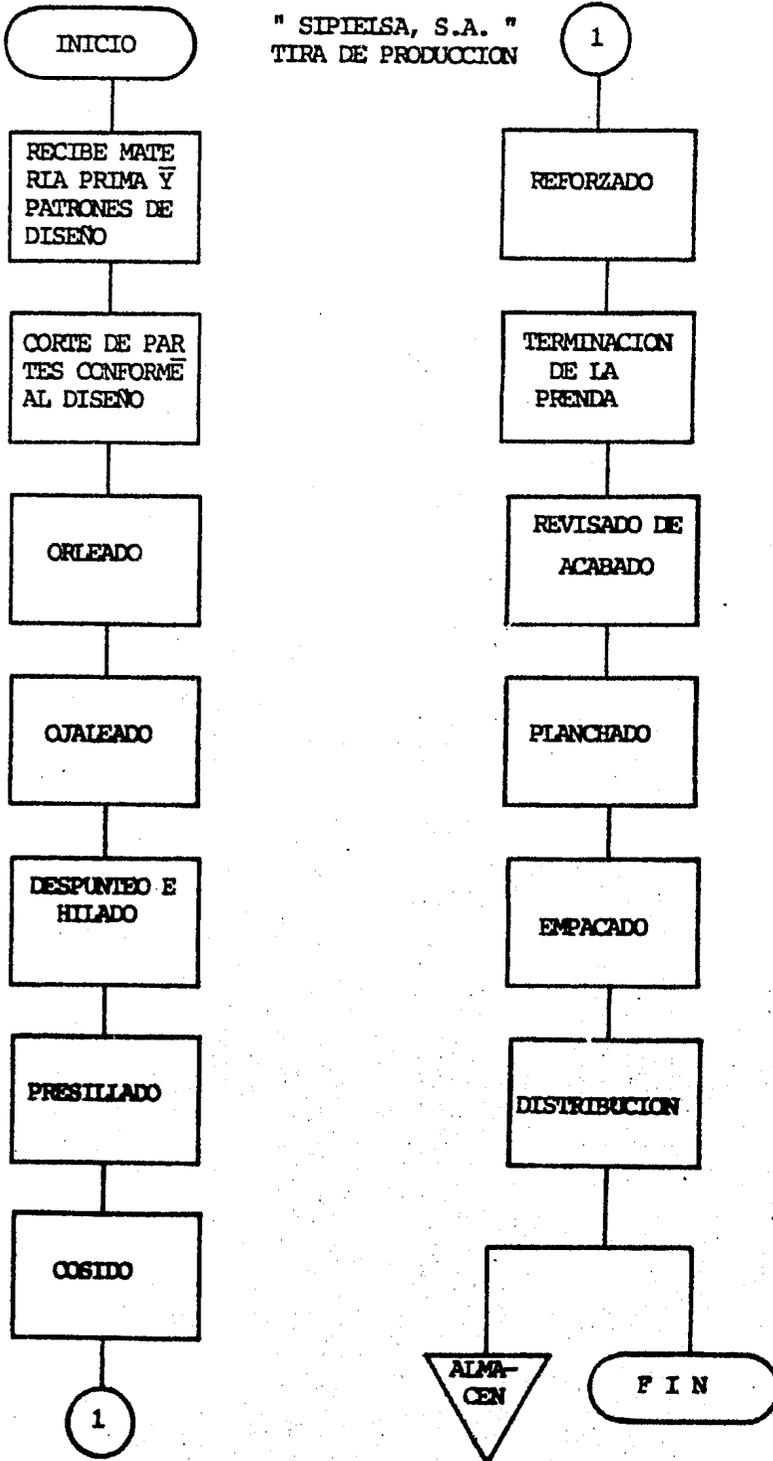 " SIPIELSA, S.A. "
TIRA DE PRODUCCION
INICIO
RECIBE MATE
RIA PRIMA Y
PATRONES DE
DISEÑO
CORTE DE PAR
TES CONFORME
AL DISEÑO
ORLEADO
OJALEADO
DESPUNTEO E
HILADO
PRESILLADO
COSIDO
1
1
REFORZADO
TERMINACION
DE LA
PRENDA
REVISADO DE
ACABADO
PLANCHADO
EMPACADO
DISTRIBUCION
ALMA-
CEN
F I N